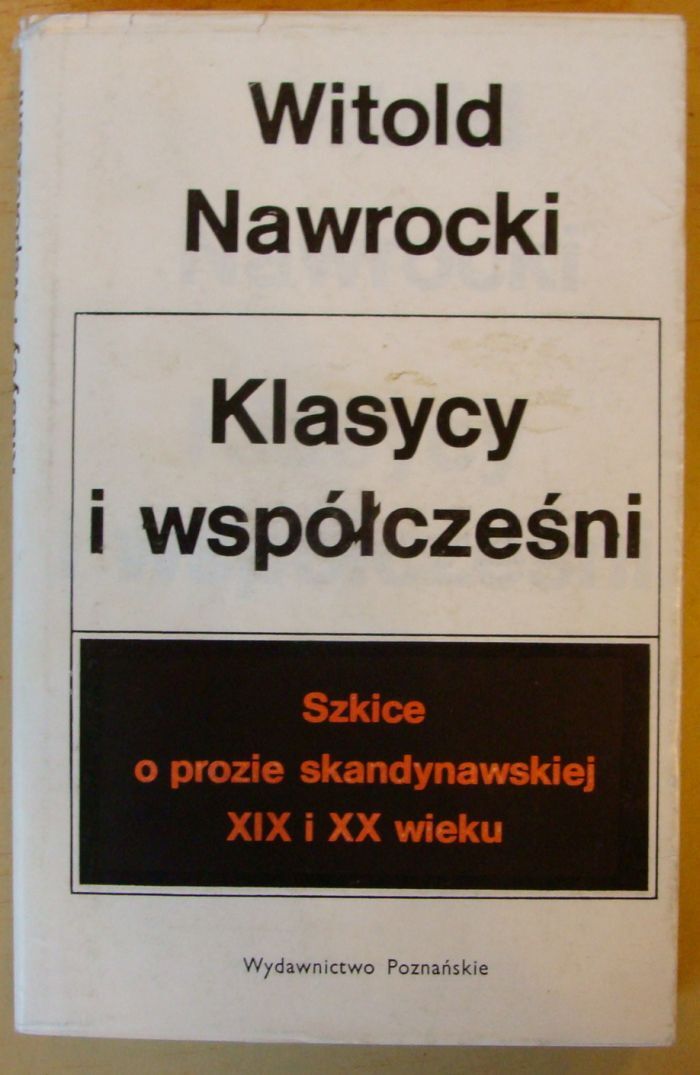 Witold
Nawrocki
Klasycy
i współcześni
Szkice
o prozie skandynawskiej
XIX i XX wieku
Wydawnictwo Poznańskie